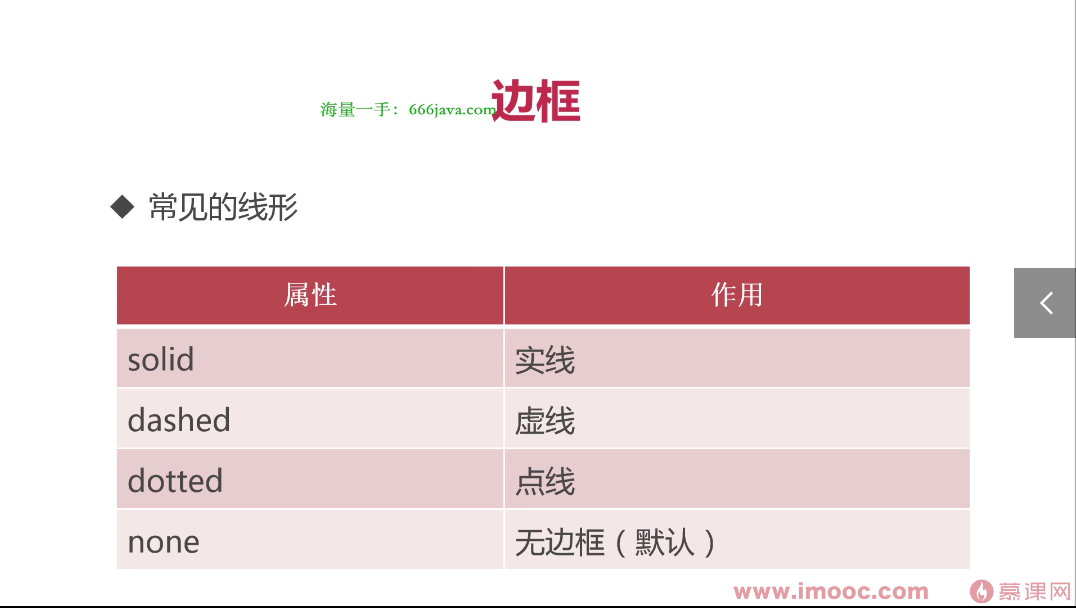 边框
海量一手：666java.com
◆ 常见的线形
属性 作用
solid 实线
dashed 虚线
dotted 点线
none 无边框（默认）
www.imooc.com 慕课网